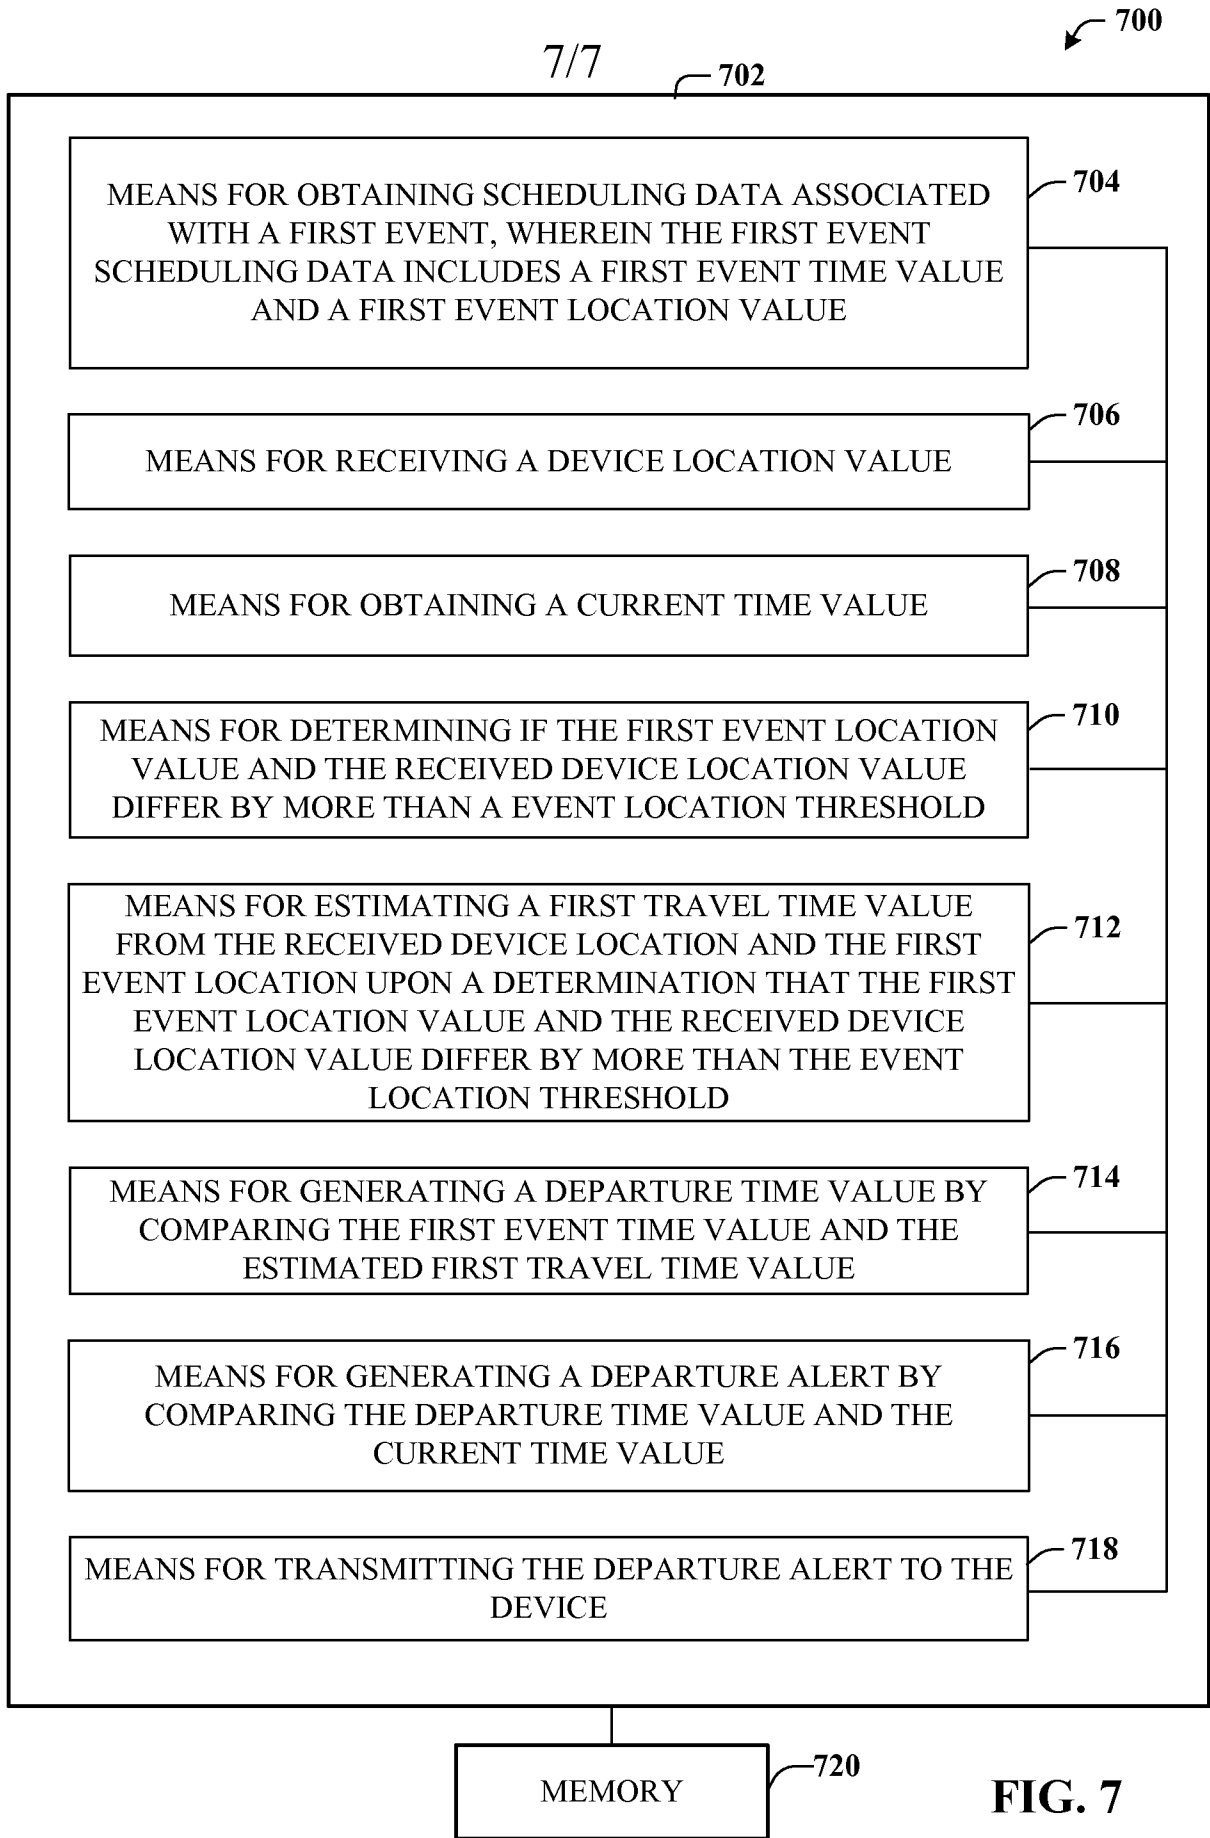 700
7/7
702
MEANS FOR OBTAINING SCHEDULING DATA ASSOCIATED
WITH A FIRST EVENT, WHEREIN THE FIRST EVENT
SCHEDULING DATA INCLUDES A FIRST EVENT TIME VALUE
AND A FIRST EVENT LOCATION VALUE
704
MEANS FOR RECEIVING A DEVICE LOCATION VALUE
706
MEANS FOR OBTAINING A CURRENT TIME VALUE
708
MEANS FOR DETERMINING IF THE FIRST EVENT LOCATION
VALUE AND THE RECEIVED DEVICE LOCATION VALUE
DIFFER BY MORE THAN A EVENT LOCATION THRESHOLD
710
MEANS FOR ESTIMATING A FIRST TRAVEL TIME VALUE
FROM THE RECEIVED DEVICE LOCATION AND THE FIRST
EVENT LOCATION UPON A DETERMINATION THAT THE FIRST
EVENT LOCATION VALUE AND THE RECEIVED DEVICE
LOCATION VALUE DIFFER BY MORE THAN THE EVENT
LOCATION THRESHOLD
712
MEANS FOR GENERATING A DEPARTURE TIME VALUE BY
COMPARING THE FIRST EVENT TIME VALUE AND THE
ESTIMATED FIRST TRAVEL TIME VALUE
714
MEANS FOR GENERATING A DEPARTURE ALERT BY
COMPARING THE DEPARTURE TIME VALUE AND THE
CURRENT TIME VALUE
716
MEANS FOR TRANSMITTING THE DEPARTURE ALERT TO THE
DEVICE
718
MEMORY
720
FIG. 7